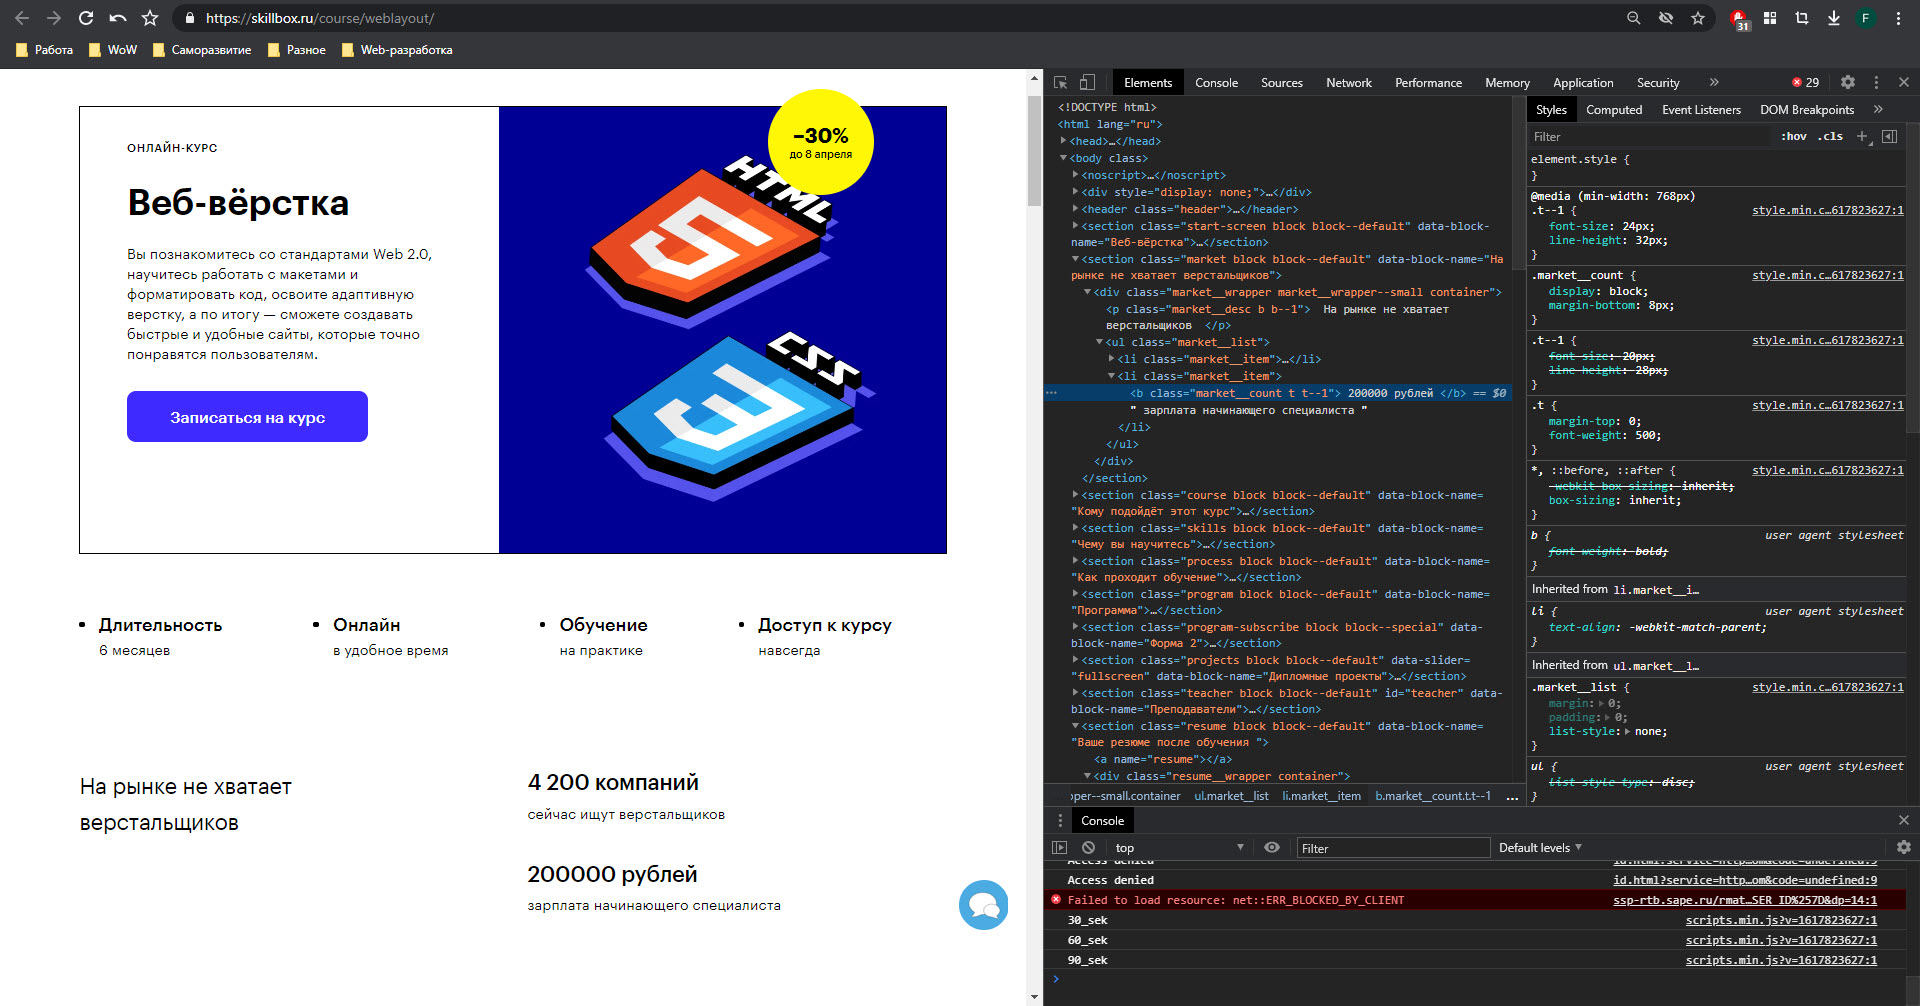 https://skillbox.ru/course/weblayout/
31
F
Работа
WoW
Саморазвитие
Разное
Web-разработка
ОНЛАЙН-КУРС
Веб-вёрстка
Вы познакомитесь со стандартами Web 2.0,
научитесь работать с макетами и
форматировать код, освоите адаптивную
верстку, а по итогу — сможете создавать
быстрые и удобные сайты, которые точно
понравятся пользователям.
Записаться на курс
–30%
до 8 апреля
HTML
CSS
Длительность
6 месяцев
Онлайн
в удобное время
Обучение
на практике
Доступ к курсу
навсегда
На рынке не хватает
верстальщиков
4 200 компаний
сейчас ищут верстальщиков
200000 рублей
зарплата начинающего специалиста
Elements Console Sources Network Performance Memory Application Security » 29
<!DOCTYPE html>
<html lang="ru">
<head>…</head>
<body class>
<noscript>…</noscript>
<div style="display: none;">…</div>
<header class="header">…</header>
<section class="start-screen block block--default" data-block-
name="Веб-вёрстка">…</section>
<section class="market block block--default" data-block-name="На
рынке не хватает верстальщиков">
<div class="market__wrapper market__wrapper--small container">
<p class="market__desc b b--1"> На рынке не хватает
верстальщиков </p>
<ul class="market__list">
<li class="market__item">…</li>
<li class="market__item">
<b class="market__count t t--1"> 200000 рублей </b> == $0
" зарплата начинающего специалиста "
</li>
</ul>
</div>
</section>
<section class="course block block--default" data-block-name=
"Кому подойдёт этот курс">…</section>
<section class="skills block block--default" data-block-name=
"Чему вы научитесь">…</section>
<section class="process block block--default" data-block-name=
"Как проходит обучение">…</section>
<section class="program block block--default" data-block-name=
"Программа">…</section>
<section class="program-subscribe block block--special" data-
block-name="Форма 2">…</section>
<section class="projects block block--default" data-slider=
"fullscreen" data-block-name="Дипломные проекты">…</section>
<section class="teacher block block--default" id="teacher" data-
block-name="Преподаватели">…</section>
<section class="resume block block--default" data-block-name=
"Ваше резюме после обучения ">
<a name="resume"></a>
<div class="resume__wrapper container">
pper--small.container ul.market__list li.market__item b.market__count.t.t--1 ...
Styles Computed Event Listeners DOM Breakpoints »
Filter :hov .cls +
element.style {
}
@media (min-width: 768px)
.t--1 { style.min.c…617823627:1
font-size: 24px;
line-height: 32px;
}
.market__count { style.min.c…617823627:1
display: block;
margin-bottom: 8px;
}
.t--1 { style.min.c…617823627:1
font-size: 20px;
line-height: 28px;
}
.t { style.min.c…617823627:1
margin-top: 0;
font-weight: 500;
}
*, ::before, ::after { style.min.c…617823627:1
-webkit-box-sizing: inherit;
box-sizing: inherit;
}
b { user agent stylesheet
font-weight: bold;
}
Inherited from li.market__i…
li { user agent stylesheet
text-align: -webkit-match-parent;
}
Inherited from ul.market__l…
.market__list { style.min.c…617823627:1
margin: 0;
padding: 0;
list-style: none;
}
ul { user agent stylesheet
list-style-type: disc;
}
Console
top Filter Default levels
Access denied id.html?service=http…om&code=undefined:9
Access denied id.html?service=http…om&code=undefined:9
Failed to load resource: net::ERR_BLOCKED_BY_CLIENT ssp-rtb.sape.ru/rmat…SER_ID%257D&dp=14:1
30_sek scripts.min.js?v=1617823627:1
60_sek scripts.min.js?v=1617823627:1
90_sek scripts.min.js?v=1617823627:1